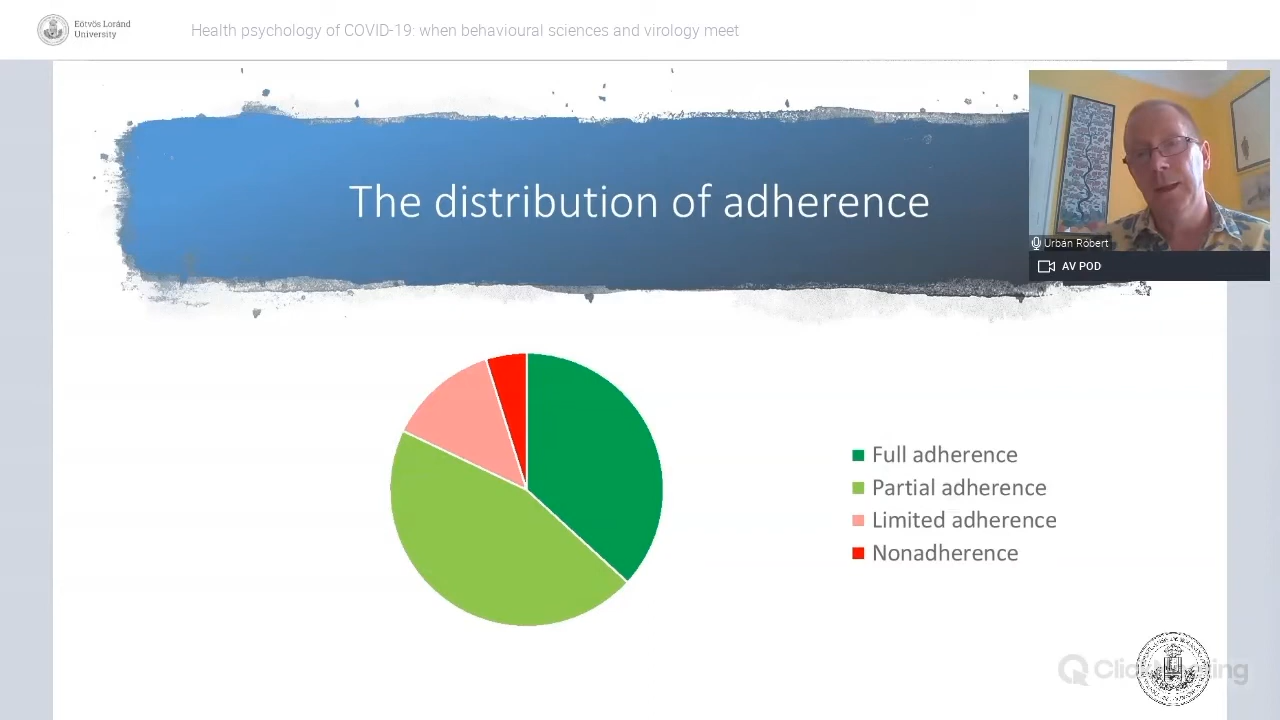 Eötvös Loránd
University
Health psychology of COVID-19: when behavioural sciences and virology meet
The distribution of adherence
Urbán Róbert
AV POD
Full adherence
Partial adherence
Limited adherence
Nonadherence